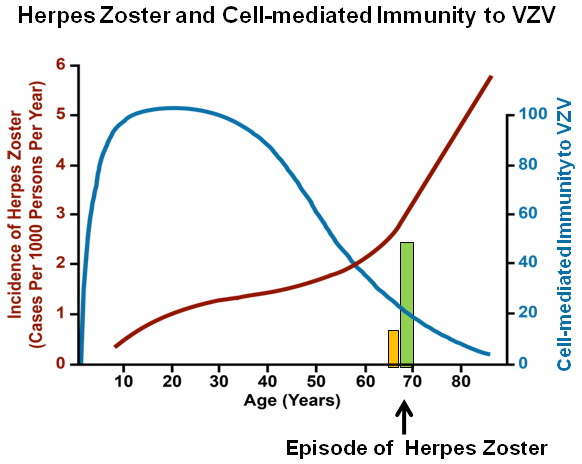 Herpes Zoster and Cell-mediated Immunity to VZV
Incidence of Herpes Zoster
(Cases Per 1000 Persons Per Year)
6
5
4
3
2
1
0
100
80
60
40
20
0
Cell-mediated Immunity to VZV
10 20 30 40 50 60 70 80
Age (Years)
Episode of Herpes Zoster